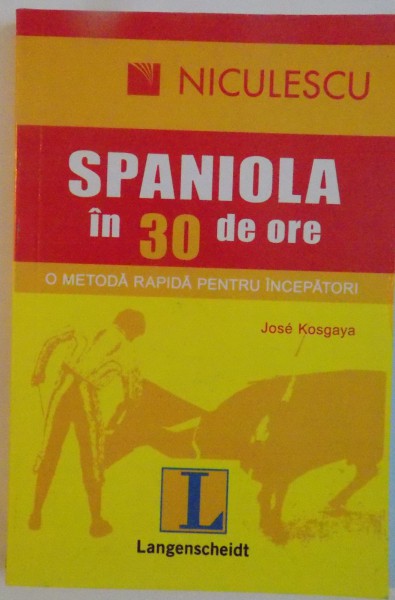 NICULESCU
SPANIOLA
în 30 de ore
O METODĂ RAPIDĂ PENTRU ÎNCEPĂTORI
José Kosgaya
L
Langenscheidt